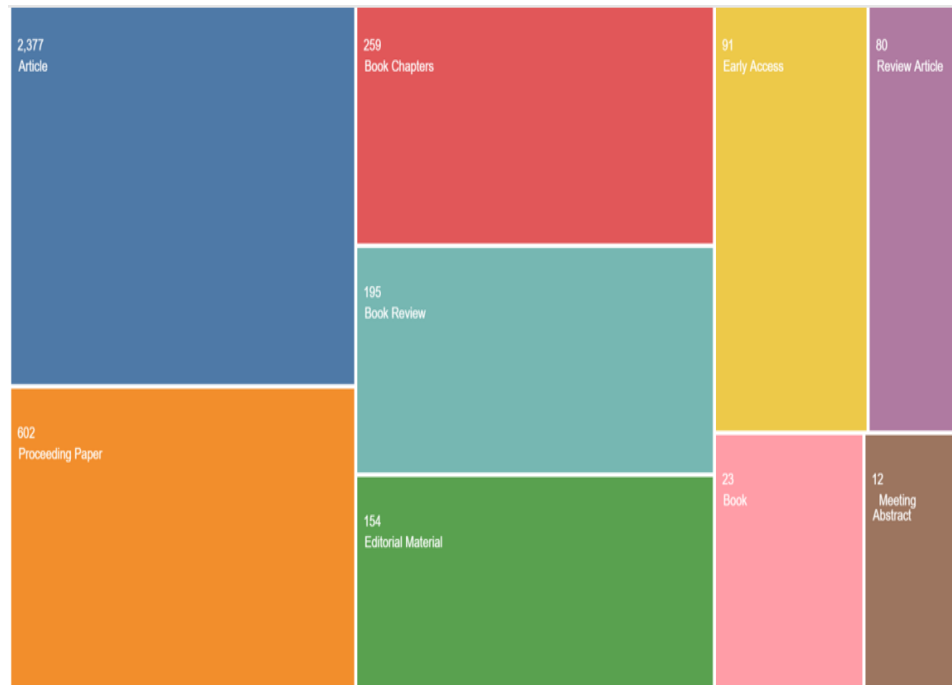 2,377
Article
602
Proceeding Paper
259
Book Chapters
195
Book Review
154
Editorial Material
91
Early Access
80
Review Article
23
Book
12
Meeting
Abstract